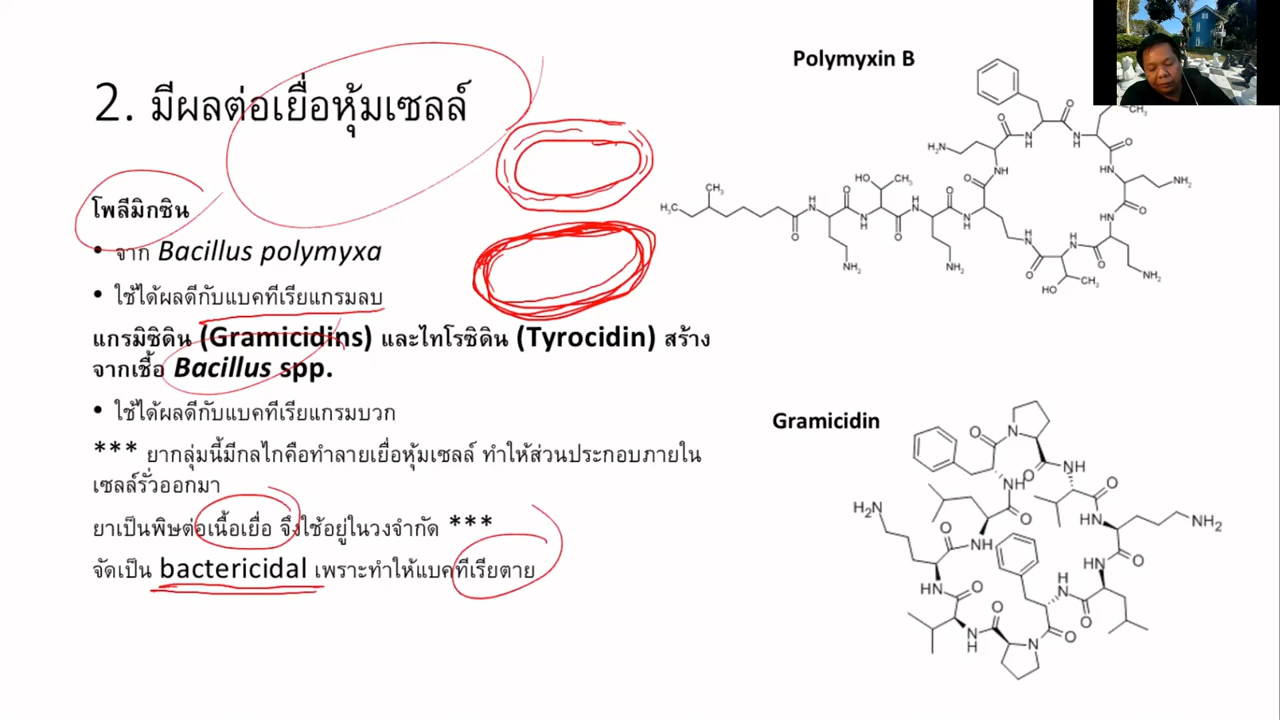 2. มีผลต่อเยื่อหุ้มเซลล์
โพลีมิกซิน
• จาก Bacillus polymyxa
• ใช้ได้ผลดีกับแบคทีเรียแกรมลบ
แกรมิซิดิน (Gramicidins) และไทโรซิดิน (Tyrocidin) สร้าง
จากเชื้อ Bacillus spp.
• ใช้ได้ผลดีกับแบคทีเรียแกรมบวก
*** ยากลุ่มนี้มีกลไกคือทำลายเยื่อหุ้มเซลล์ ทำให้ส่วนประกอบภายใน
เซลล์รั่วออกมา
ยาเป็นพิษต่อเนื้อเยื่อ จึงใช้อยู่ในวงจำกัด ***
จัดเป็น bactericidal เพราะทำให้แบคทีเรียตาย
Polymyxin B
Gramicidin